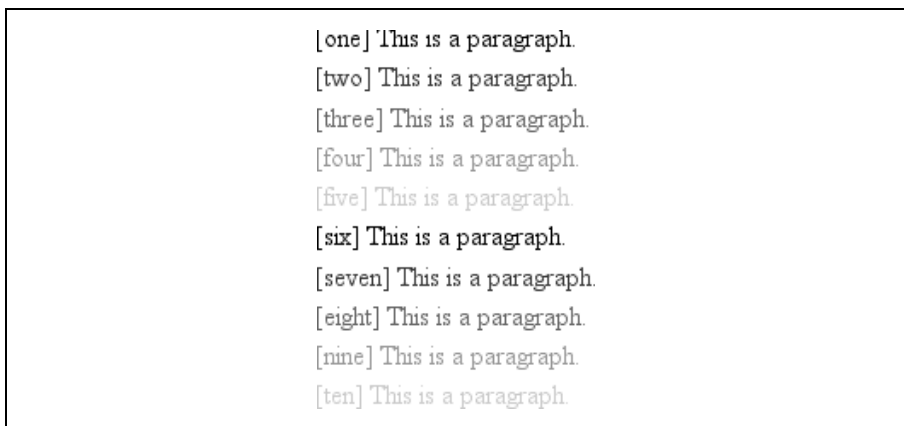 [one] This is a paragraph.
[two] This is a paragraph.
[three] This is a paragraph.
[four] This is a paragraph.
[five] This is a paragraph.
[six] This is a paragraph.
[seven] This is a paragraph.
[eight] This is a paragraph.
[nine] This is a paragraph.
[ten] This is a paragraph.